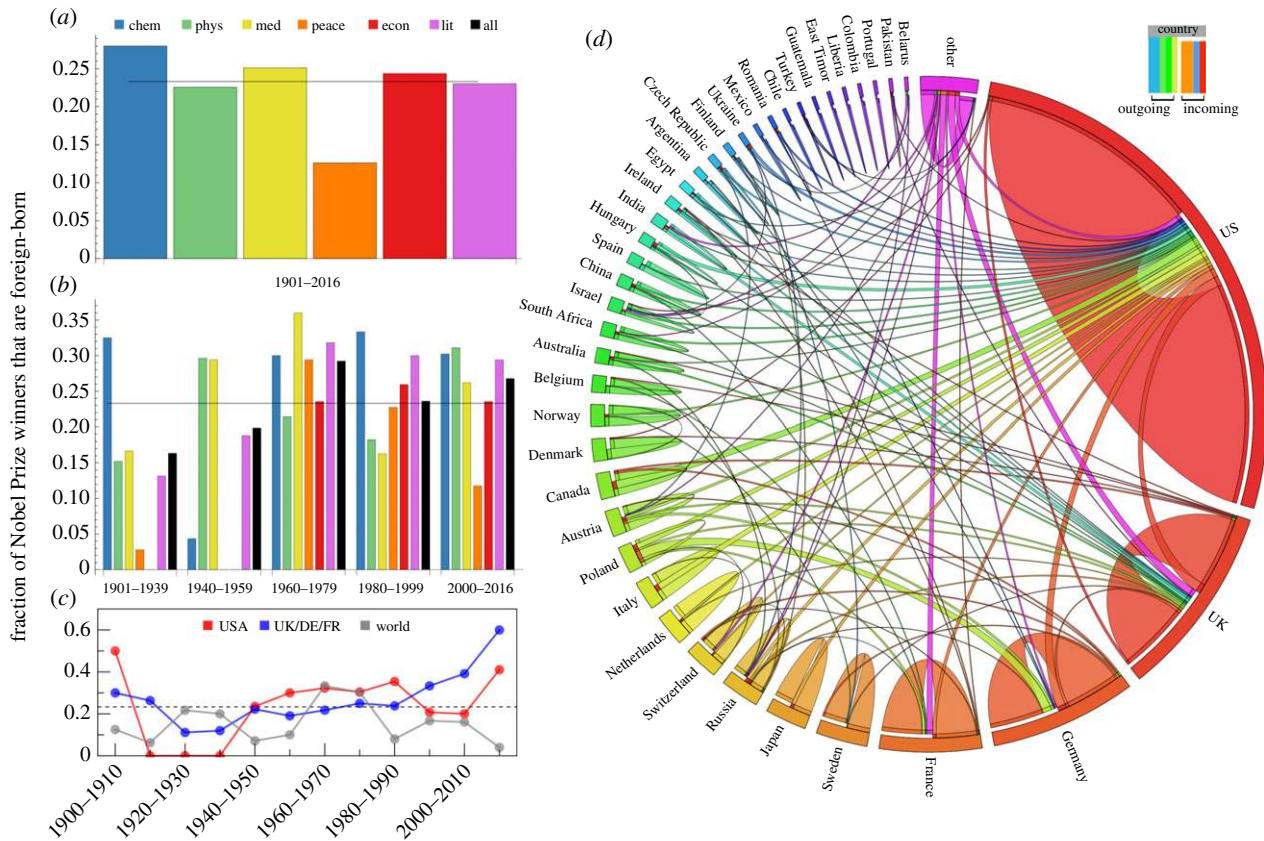 (a)
chem phys med peace econ lit all
0.25
0.20
0.15
0.10
0.05
0
1901–2016
fraction of Nobel Prize winners that are foreign-born
(b)
0.35
0.30
0.25
0.20
0.15
0.10
0.05
0
1901–1939 1940–1959 1960–1979 1980–1999 2000–2016
(c)
USA UK/DE/FR world
0.6
0.4
0.2
0
1900–1910
1920–1930
1940–1950
1960–1970
1980–1990
2000–2010
(d)
country
outgoing incoming
other
US
UK
Germany
France
Sweden
Japan
Russia
Switzerland
Netherlands
Italy
Poland
Austria
Canada
Denmark
Norway
Belgium
Australia
South Africa
Israel
China
Spain
Hungary
India
Ireland
Egypt
Argentina
Czech Republic
Finland
Ukraine
Mexico
Romania
Chile
Turkey
Guatemala
East Timor
Liberia
Colombia
Portugal
Pakistan
Belarus